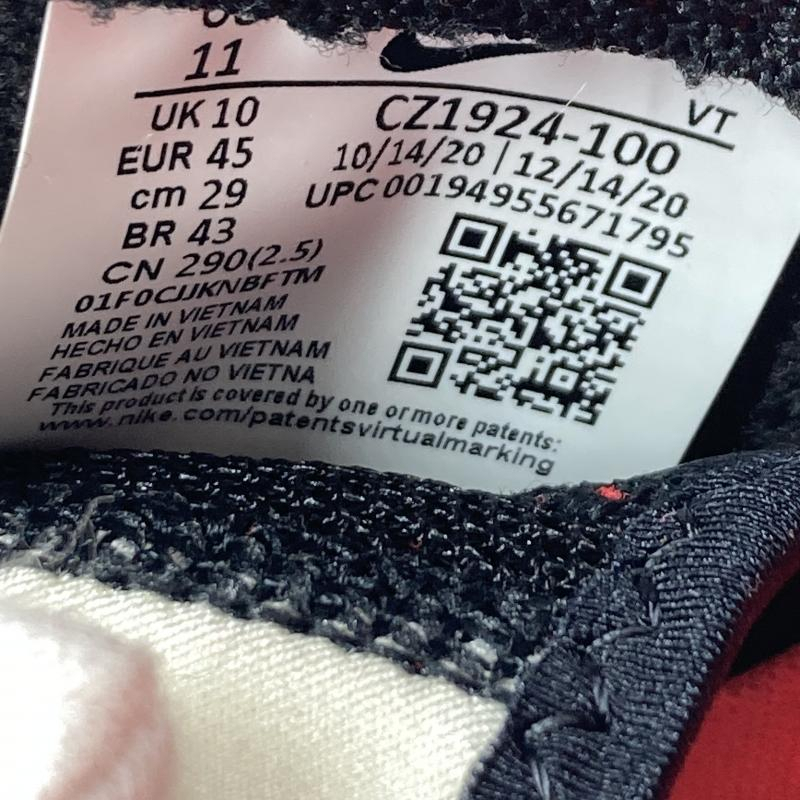 11
UK 10
EUR 45
cm 29
BR 43
CN 290(2.5)
01F0CJJKNBFTM
MADE IN VIETNAM
HECHO EN VIETNAM
FABRIQUE AU VIETNAM
FABRICADO NO VIETNA
This product is covered by one or more patents:
www.nike.com/patentsvirtualmarking
VT
CZ1924-100
10/14/20 | 12/14/20
UPC 00194955671795